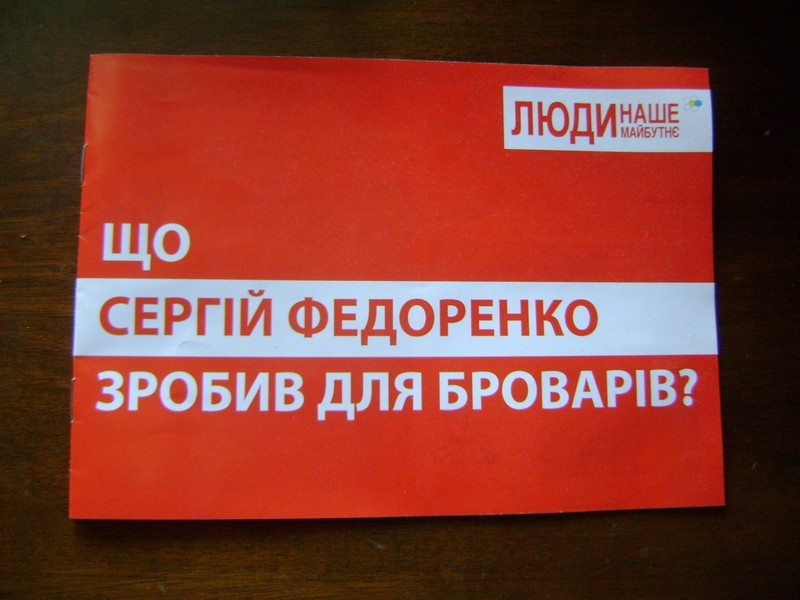 ЛЮДИ НАШЕ
МАЙБУТНЄ
ЩО
СЕРГІЙ ФЕДОРЕНКО
ЗРОБИВ ДЛЯ БРОВАРІВ?